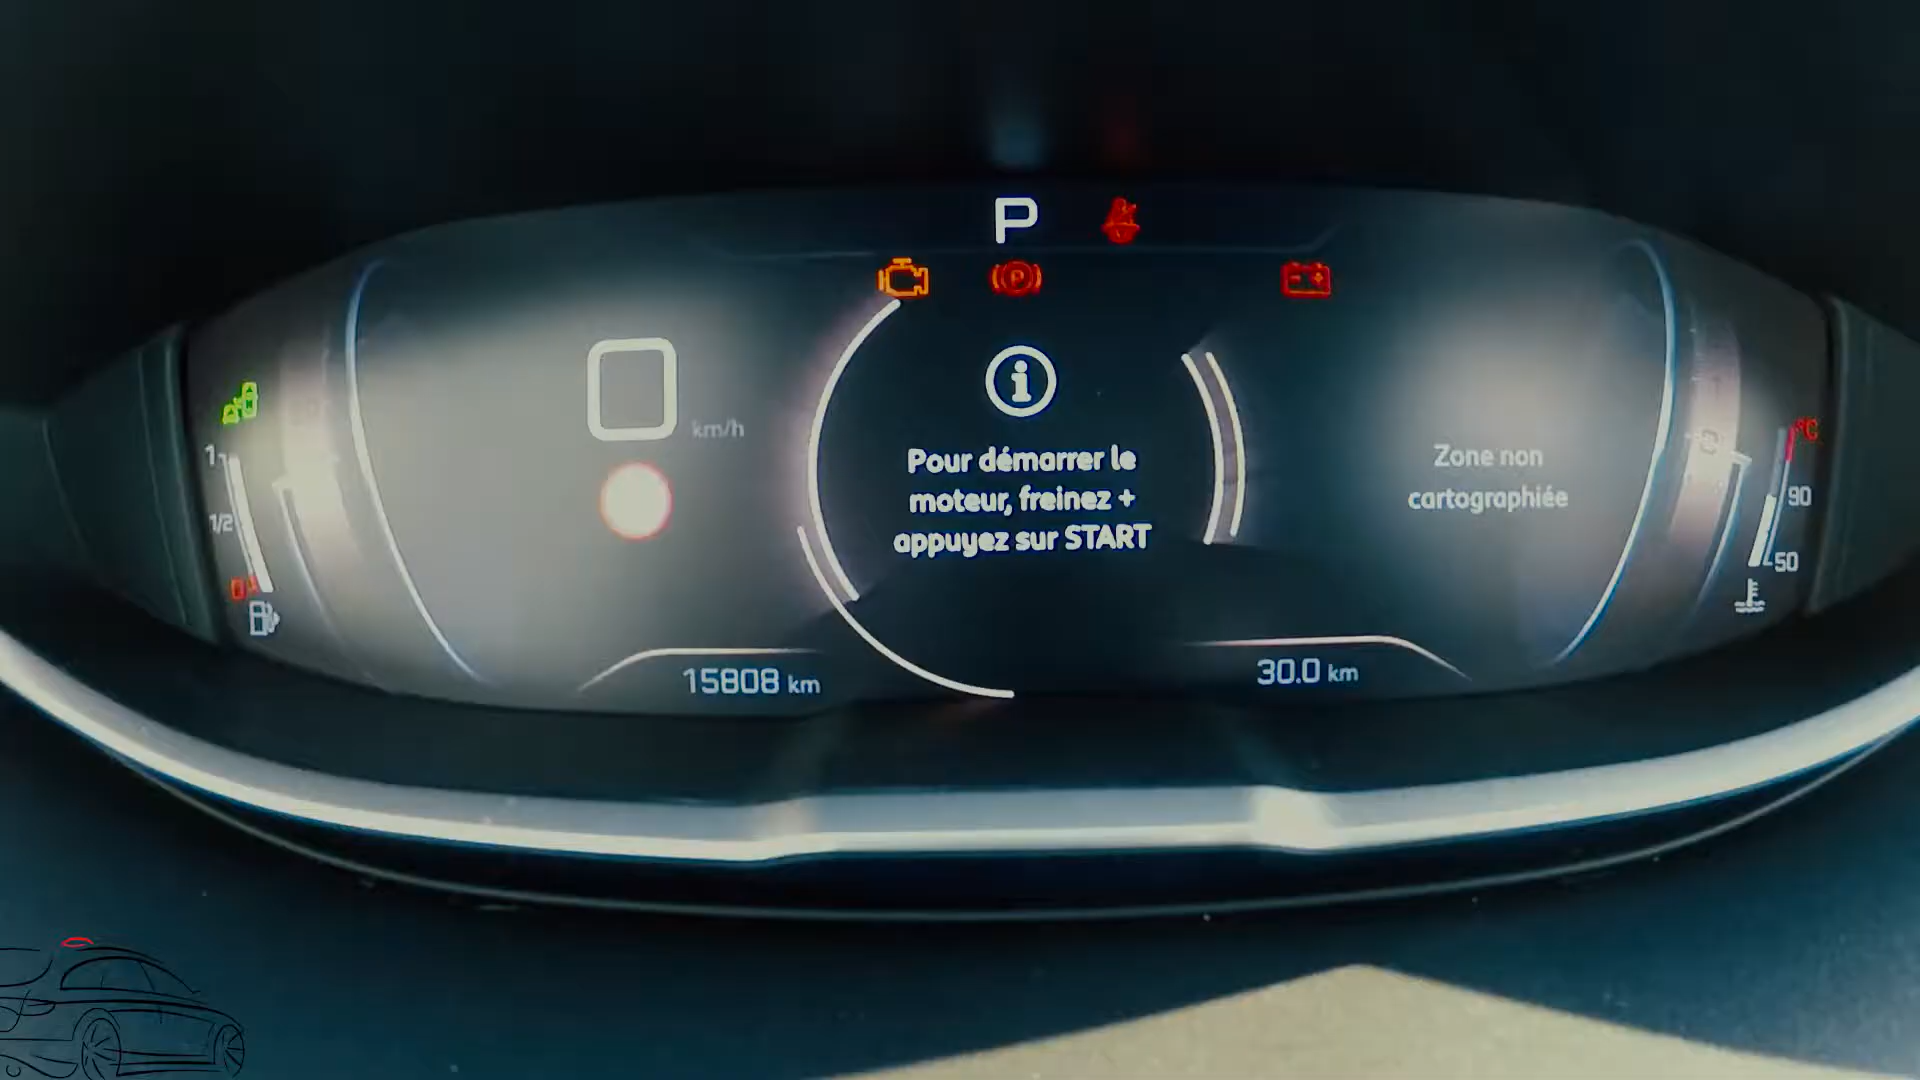 P
P
0
km/h
Pour démarrer le
moteur, freinez +
appuyez sur START
Zone non
cartographiée
1
1/2
0
°C
90
50
15808 km
30.0 km